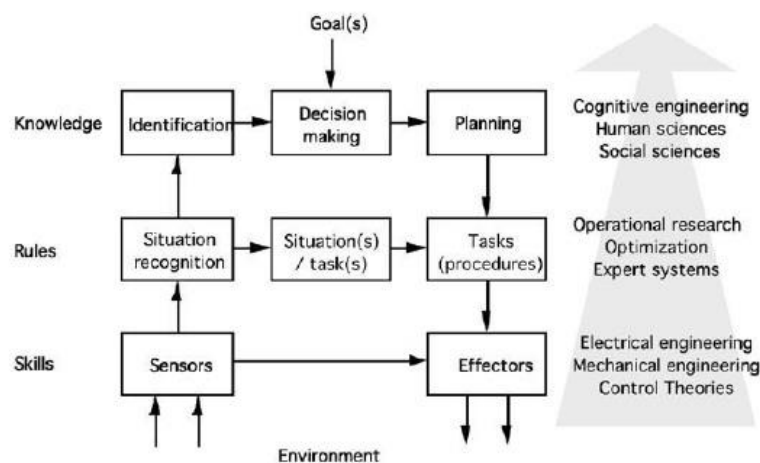 Goal(s)
Knowledge
Identification
Decision
making
Planning
Cognitive engineering
Human sciences
Social sciences
Rules
Situation
recognition
Situation(s)
/ task(s)
Tasks
(procedures)
Operational research
Optimization
Expert systems
Skills
Sensors
Effectors
Electrical engineering
Mechanical engineering
Control Theories
Environment